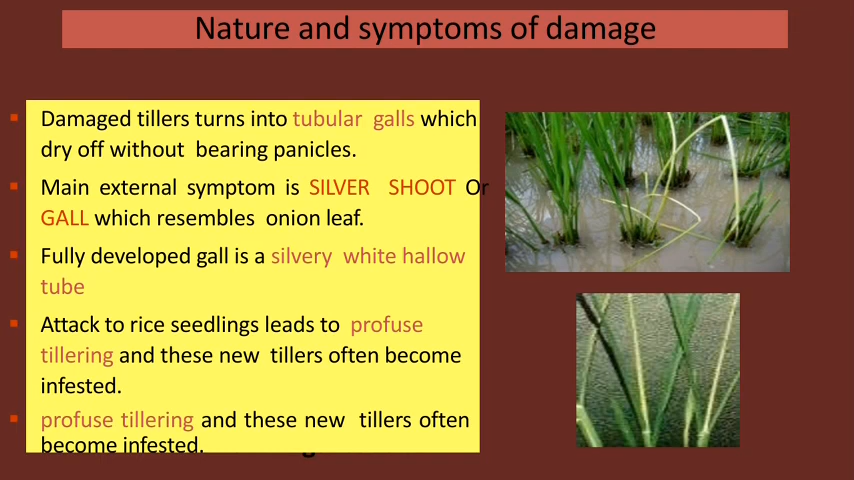 Nature and symptoms of damage
Damaged tillers turns into tubular galls which
dry off without bearing panicles.
Main external symptom is SILVER SHOOT Or
GALL which resembles onion leaf.
Fully developed gall is a silvery white hallow
tube
Attack to rice seedlings leads to profuse
tillering and these new tillers often become
infested.
profuse tillering and these new tillers often
become infested.